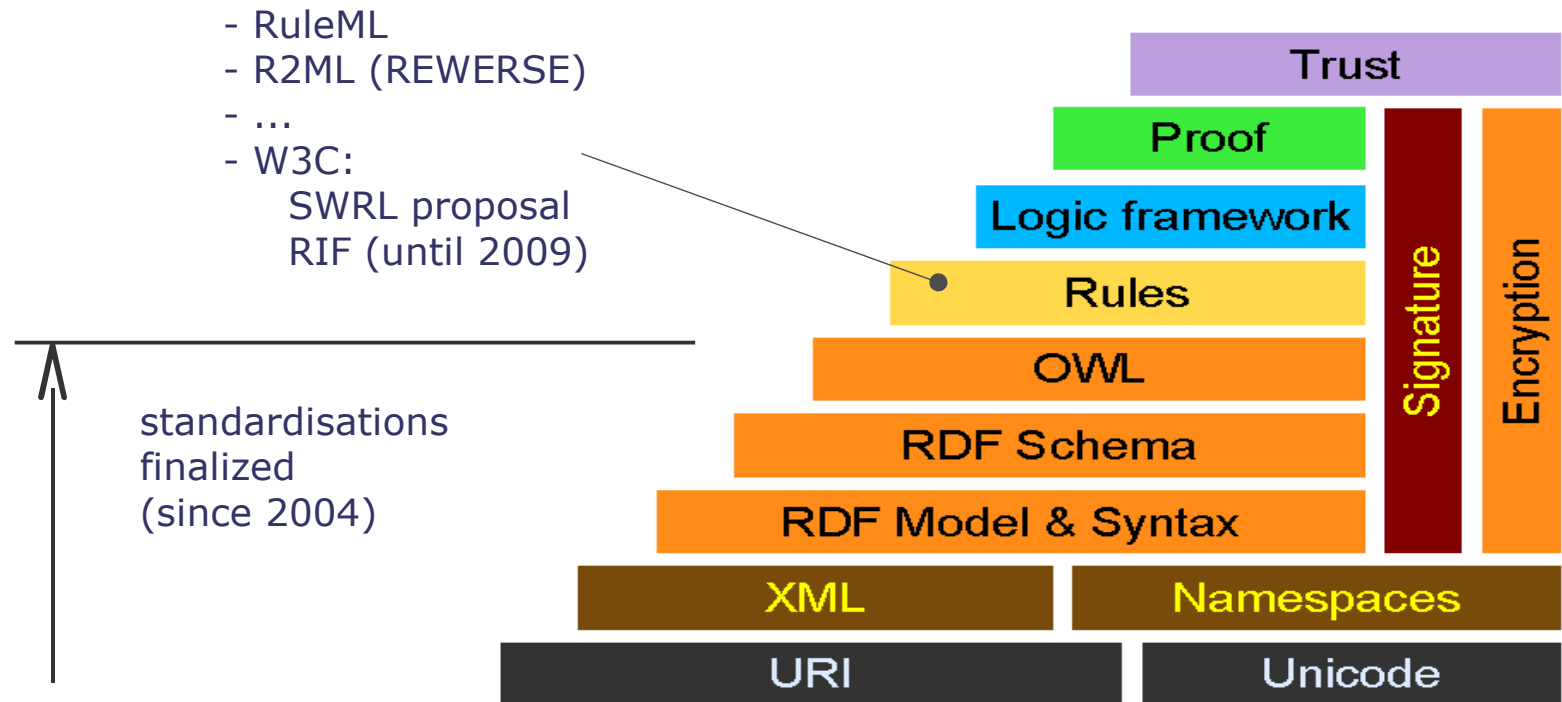 - RuleML
- R2ML (REWERSE)
- ...
- W3C:
SWRL proposal
RIF (until 2009)
standardisations
finalized
(since 2004)
Trust
Proof
Logic framework
Rules
OWL
RDF Schema
RDF Model & Syntax
Signature
Encryption
XML
Namespaces
URI
Unicode